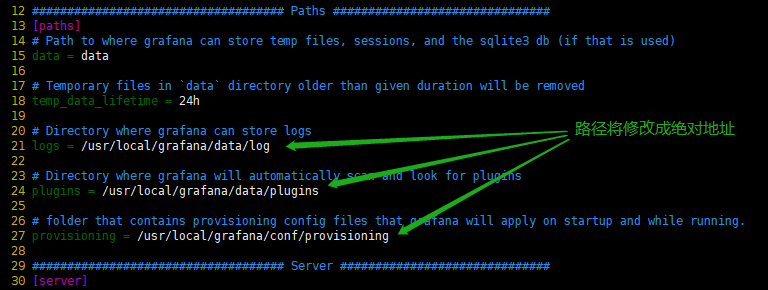 12 ################################### Paths ##############################
13 [paths]
14 # Path to where grafana can store temp files, sessions, and the sqlite3 db (if that is used)
15 data = data
16
17 # Temporary files in `data` directory older than given duration will be removed
18 temp_data_lifetime = 24h
19
20 # Directory where grafana can store logs
路径将修改成绝对地址
21 logs = /usr/local/grafana/data/log
22
23 # Directory where grafana will automatically scan and look for plugins
24 plugins = /usr/local/grafana/data/plugins
25
26 # folder that contains provisioning config files that grafana will apply on startup and while running.
27 provisioning = /usr/local/grafana/conf/provisioning
28
29 ################################### Server ##############################
30 [server]